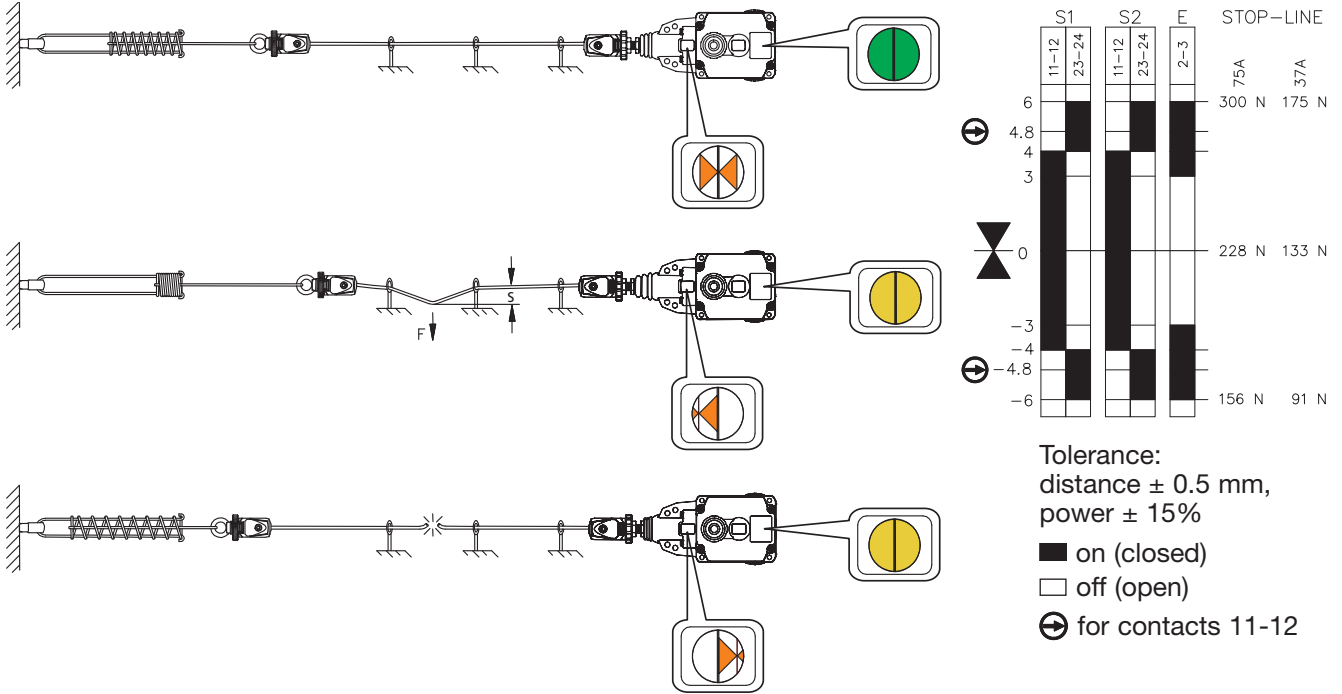 S1 S2 E STOP-LINE
11-12 23-24 11-12 23-24 2-3 75A 37A
6 300 N 175 N
4.8
4
3
0 228 N 133 N
-3
-4
-4.8
-6 156 N 91 N
S
F
Tolerance:
distance ± 0.5 mm,
power ± 15%
on (closed)
off (open)
for contacts 11-12